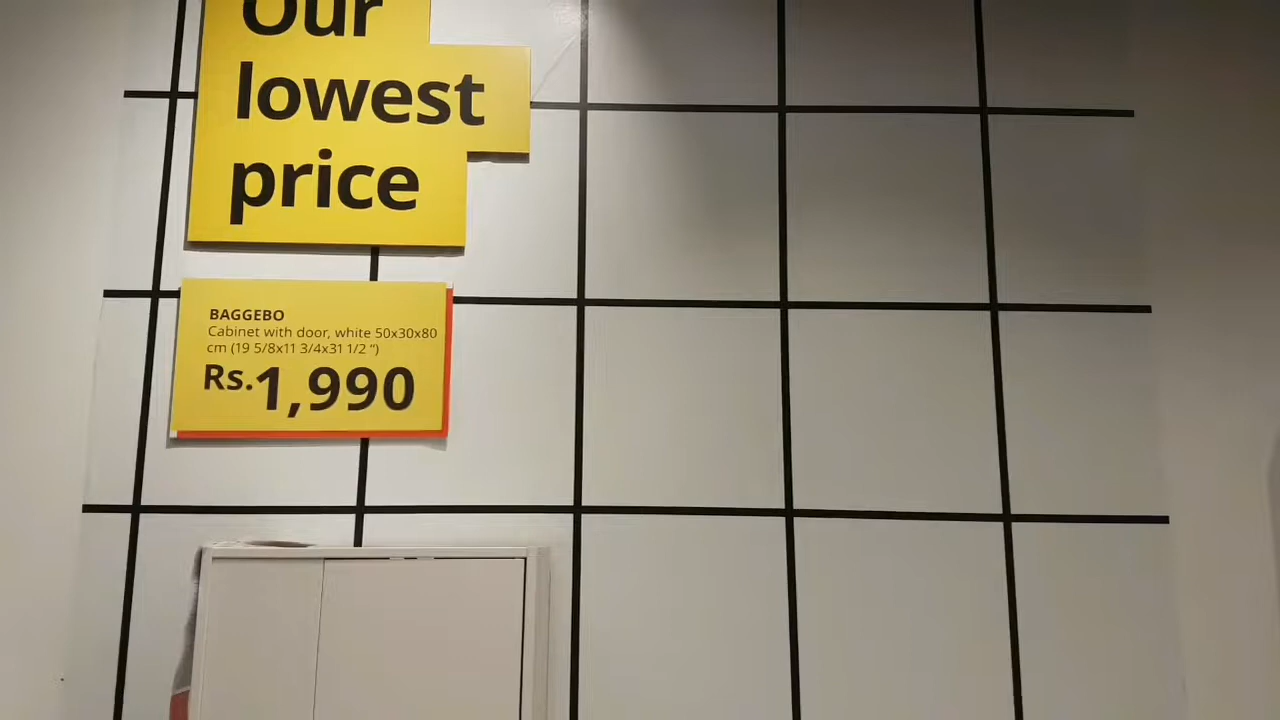 Our
lowest
price
BAGGEBO
Cabinet with door, white 50x30x80
cm (19 5/8x11 3/4x31 1/2 “)
Rs.1,990